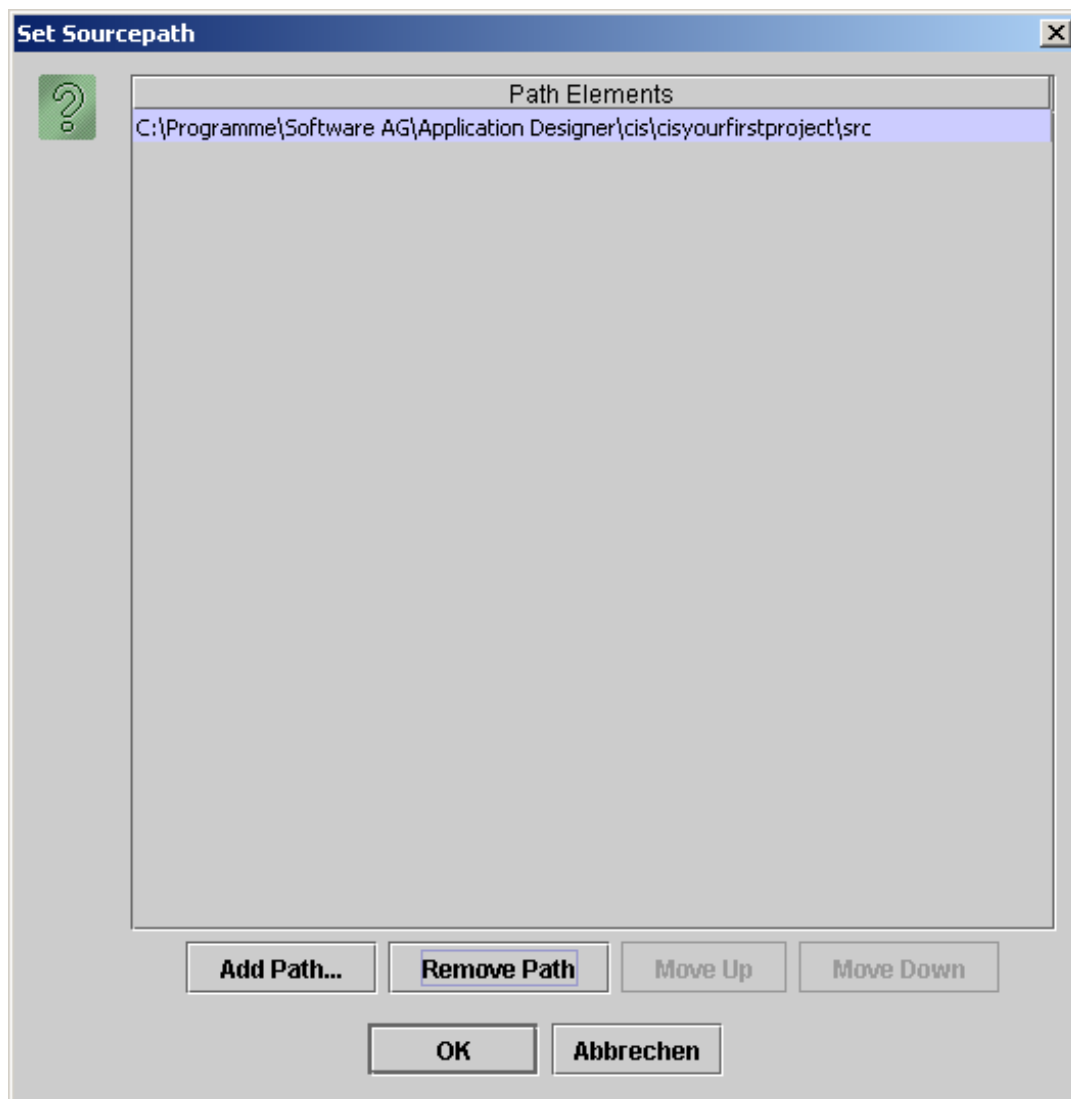 Set Sourcepath
Path Elements
C:\Programme\Software AG\Application Designer\cis\cisyourfirstproject\src
Add Path... Remove Path Move Up Move Down
OK Abbrechen